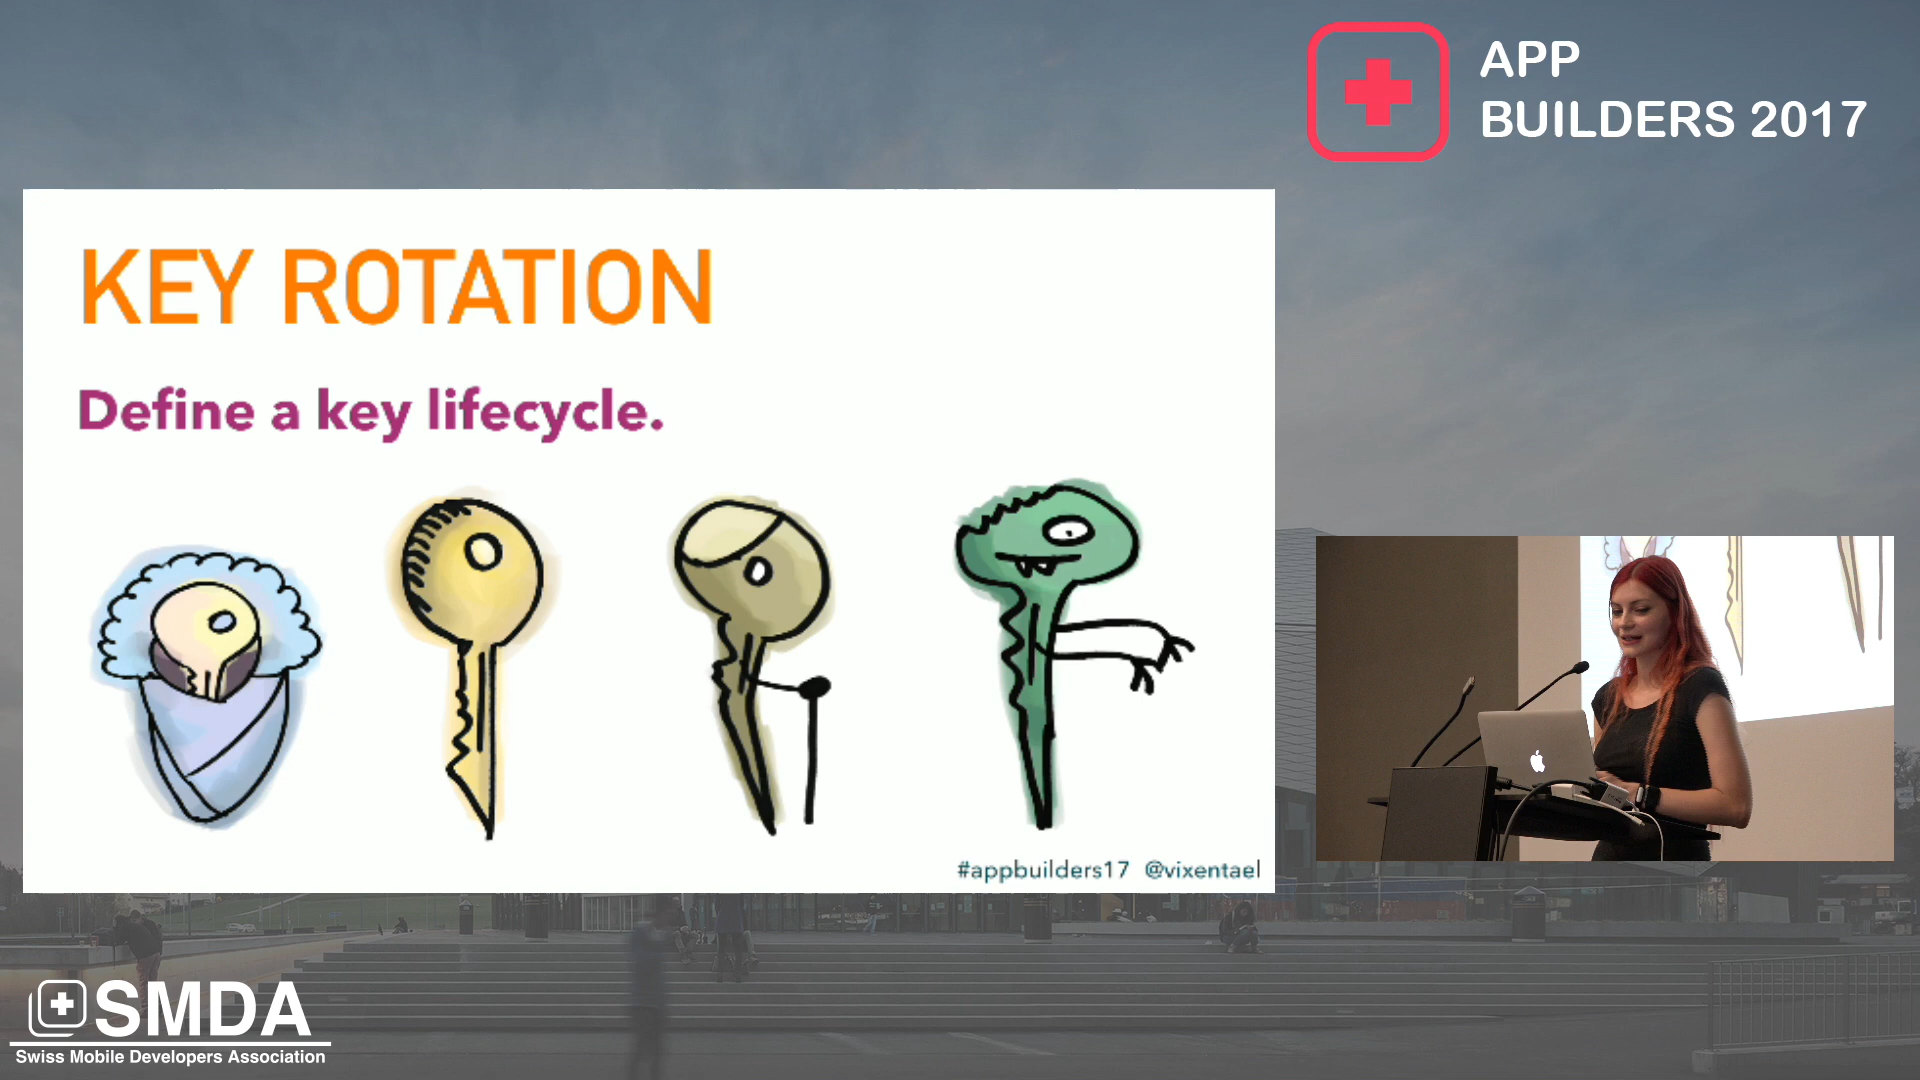 APP
BUILDERS 2017
KEY ROTATION
Define a key lifecycle.
#appbuilders17 @vixentael
SMDA
Swiss Mobile Developers Association